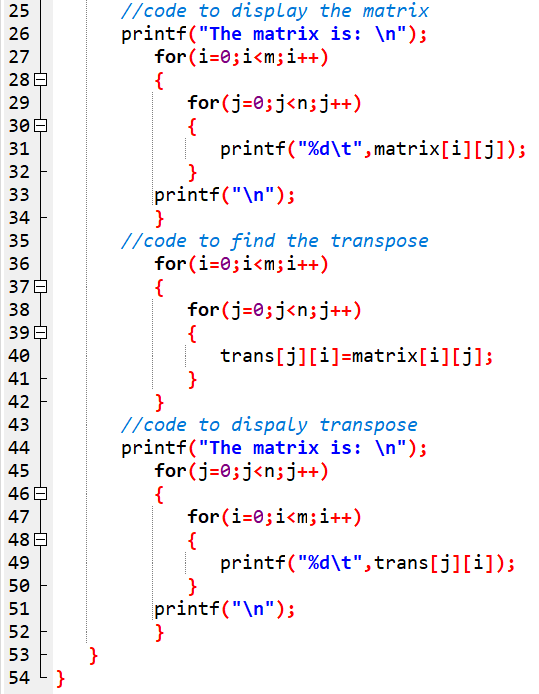 25 //code to display the matrix
26 printf("The matrix is: \n");
27 for(i=0;i<m;i++)
28 {
29 for(j=0;j<n;j++)
30 {
31 printf("%d\t",matrix[i][j]);
32 }
33 printf("\n");
34 }
35 //code to find the transpose
36 for(i=0;i<m;i++)
37 {
38 for(j=0;j<n;j++)
39 {
40 trans[j][i]=matrix[i][j];
41 }
42 }
43 //code to dispaly transpose
44 printf("The matrix is: \n");
45 for(j=0;j<n;j++)
46 {
47 for(i=0;i<m;i++)
48 {
49 printf("%d\t",trans[j][i]);
50 }
51 printf("\n");
52 }
53 }
54 }